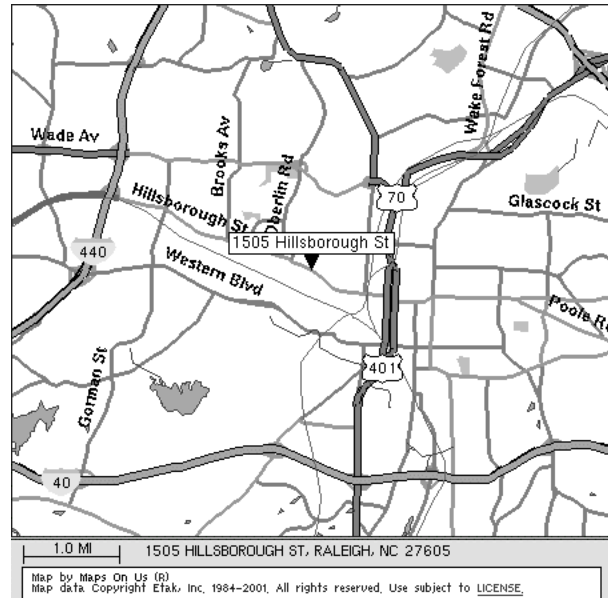 Wake Forest Rd
Wade Av
Brooks Av
Oberlin Rd
Hillsborough St
70
Glascock St
1505 Hillsborough St
440
Western Blvd
Poole Rd
Gorman St
401
40
1.0 MI
1505 HILLSBOROUGH ST, RALEIGH, NC 27605
Map by Maps On Us (R)
Map data Copyright Etak, Inc. 1984-2001. All rights reserved. Use subject to LICENSE.